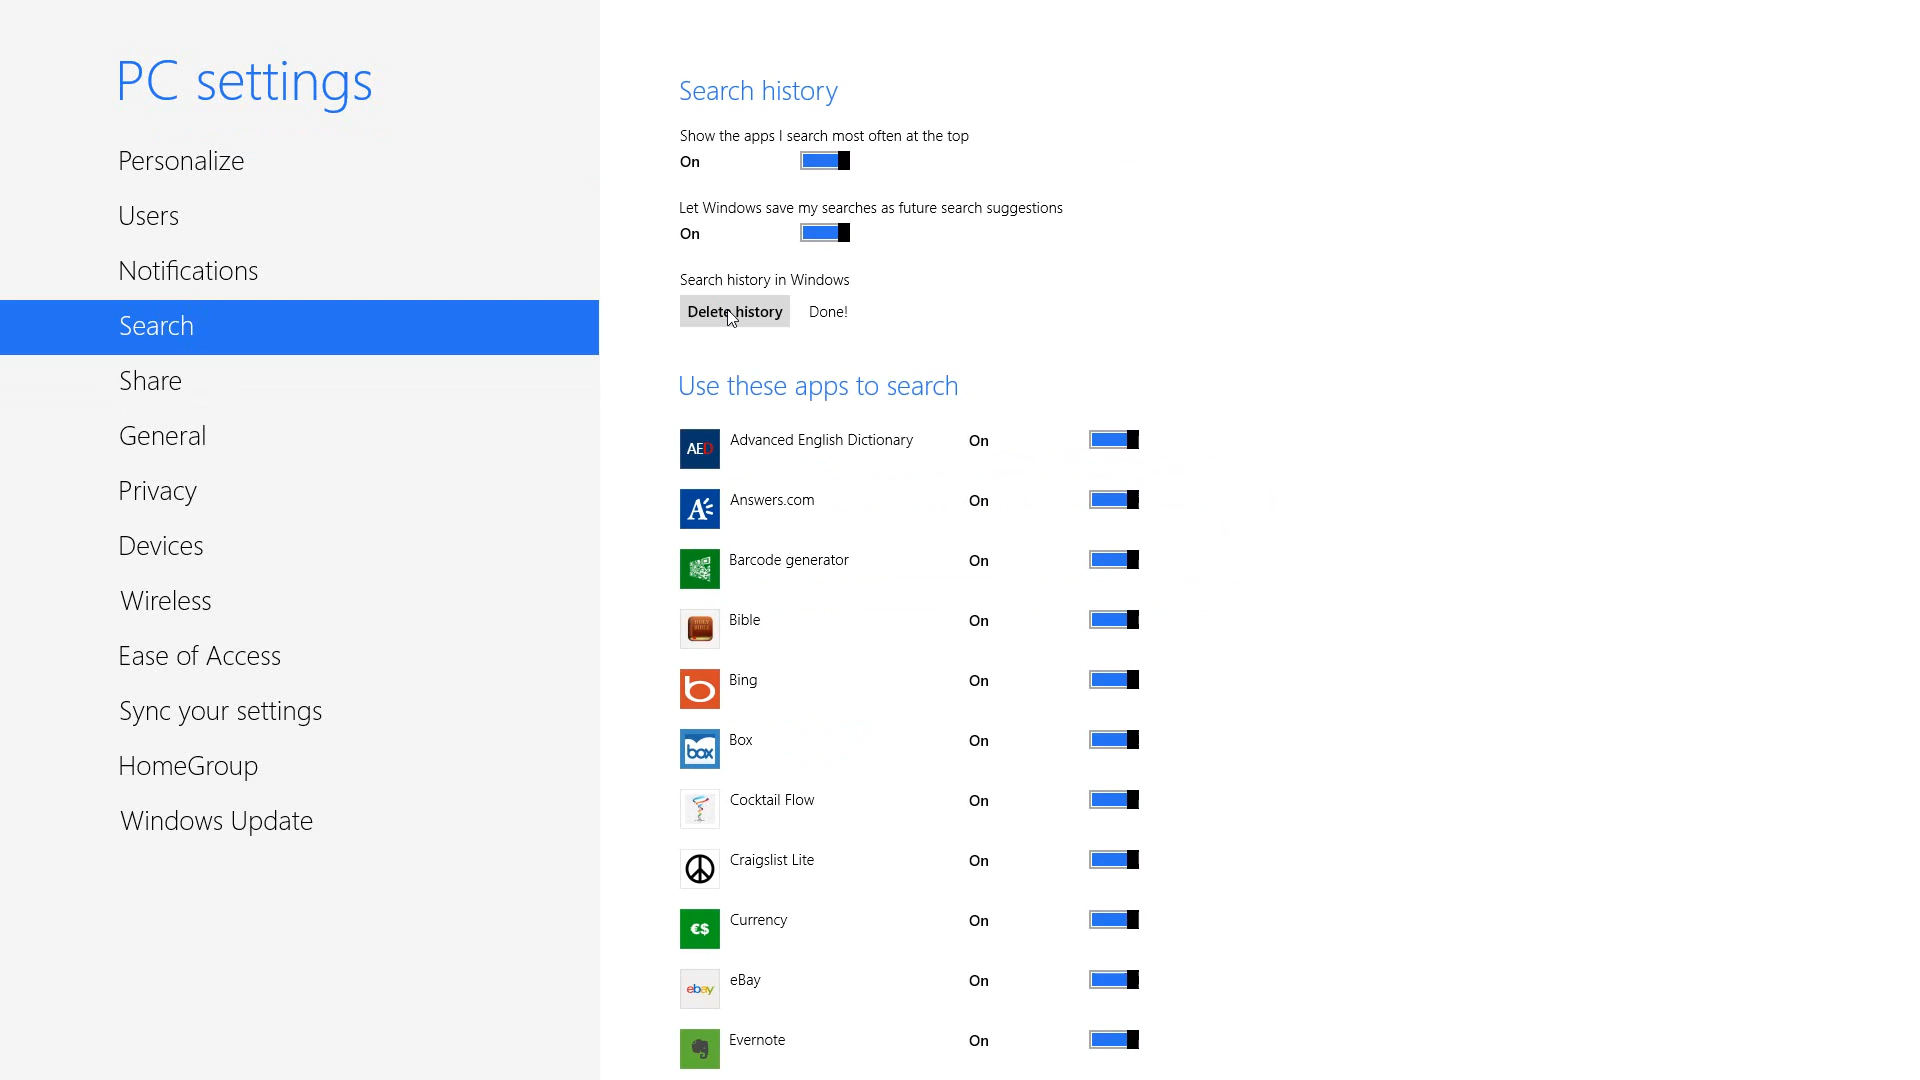 PC settings
Personalize
Users
Notifications
Search
Share
General
Privacy
Devices
Wireless
Ease of Access
Sync your settings
HomeGroup
Windows Update
Search history
Show the apps I search most often at the top
On
Let Windows save my searches as future search suggestions
On
Search history in Windows
Delete history Done!
Use these apps to search
AED Advanced English Dictionary On
A Answers.com On
Barcode generator On
HOLY BIBLE Bible On
b Bing On
box Box On
Cocktail Flow On
Craigslist Lite On
€$ Currency On
ebay eBay On
Evernote On